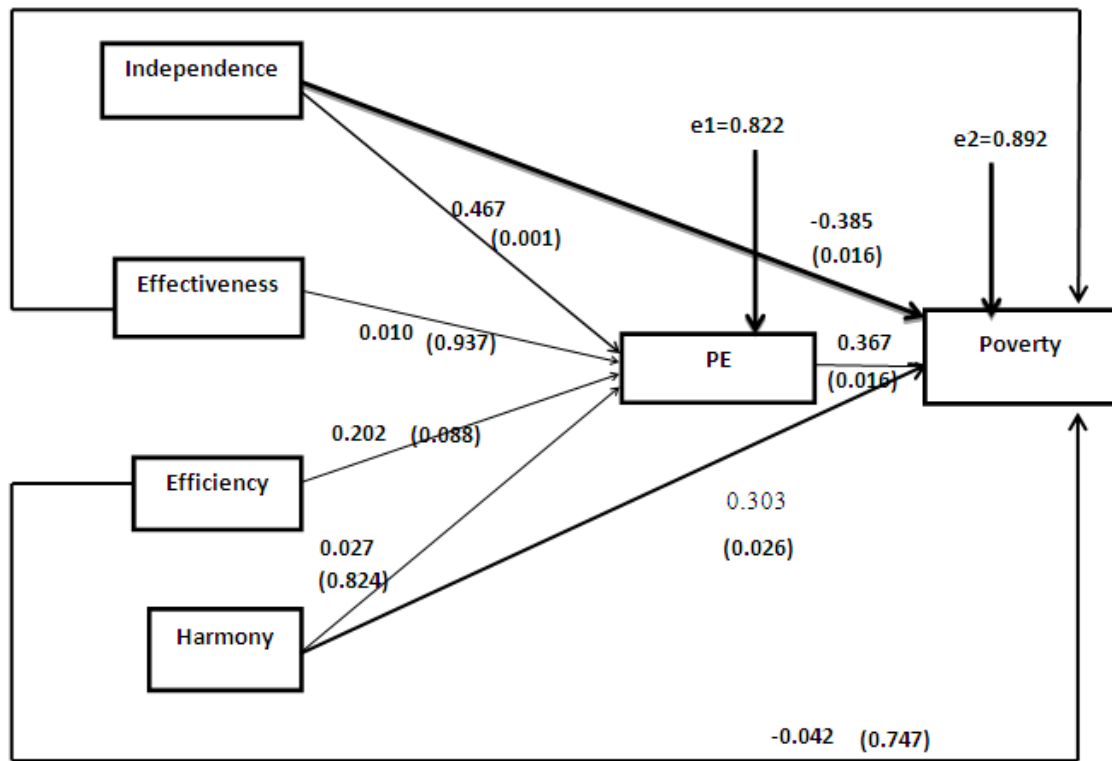 Independence
e1=0.822
e2=0.892
0.467
(0.001)
-0.385
(0.016)
Effectiveness
0.010 (0.937)
PE
0.367
(0.016)
Poverty
0.202 (0.088)
Efficiency
0.303
(0.026)
0.027
(0.824)
Harmony
-0.042 (0.747)